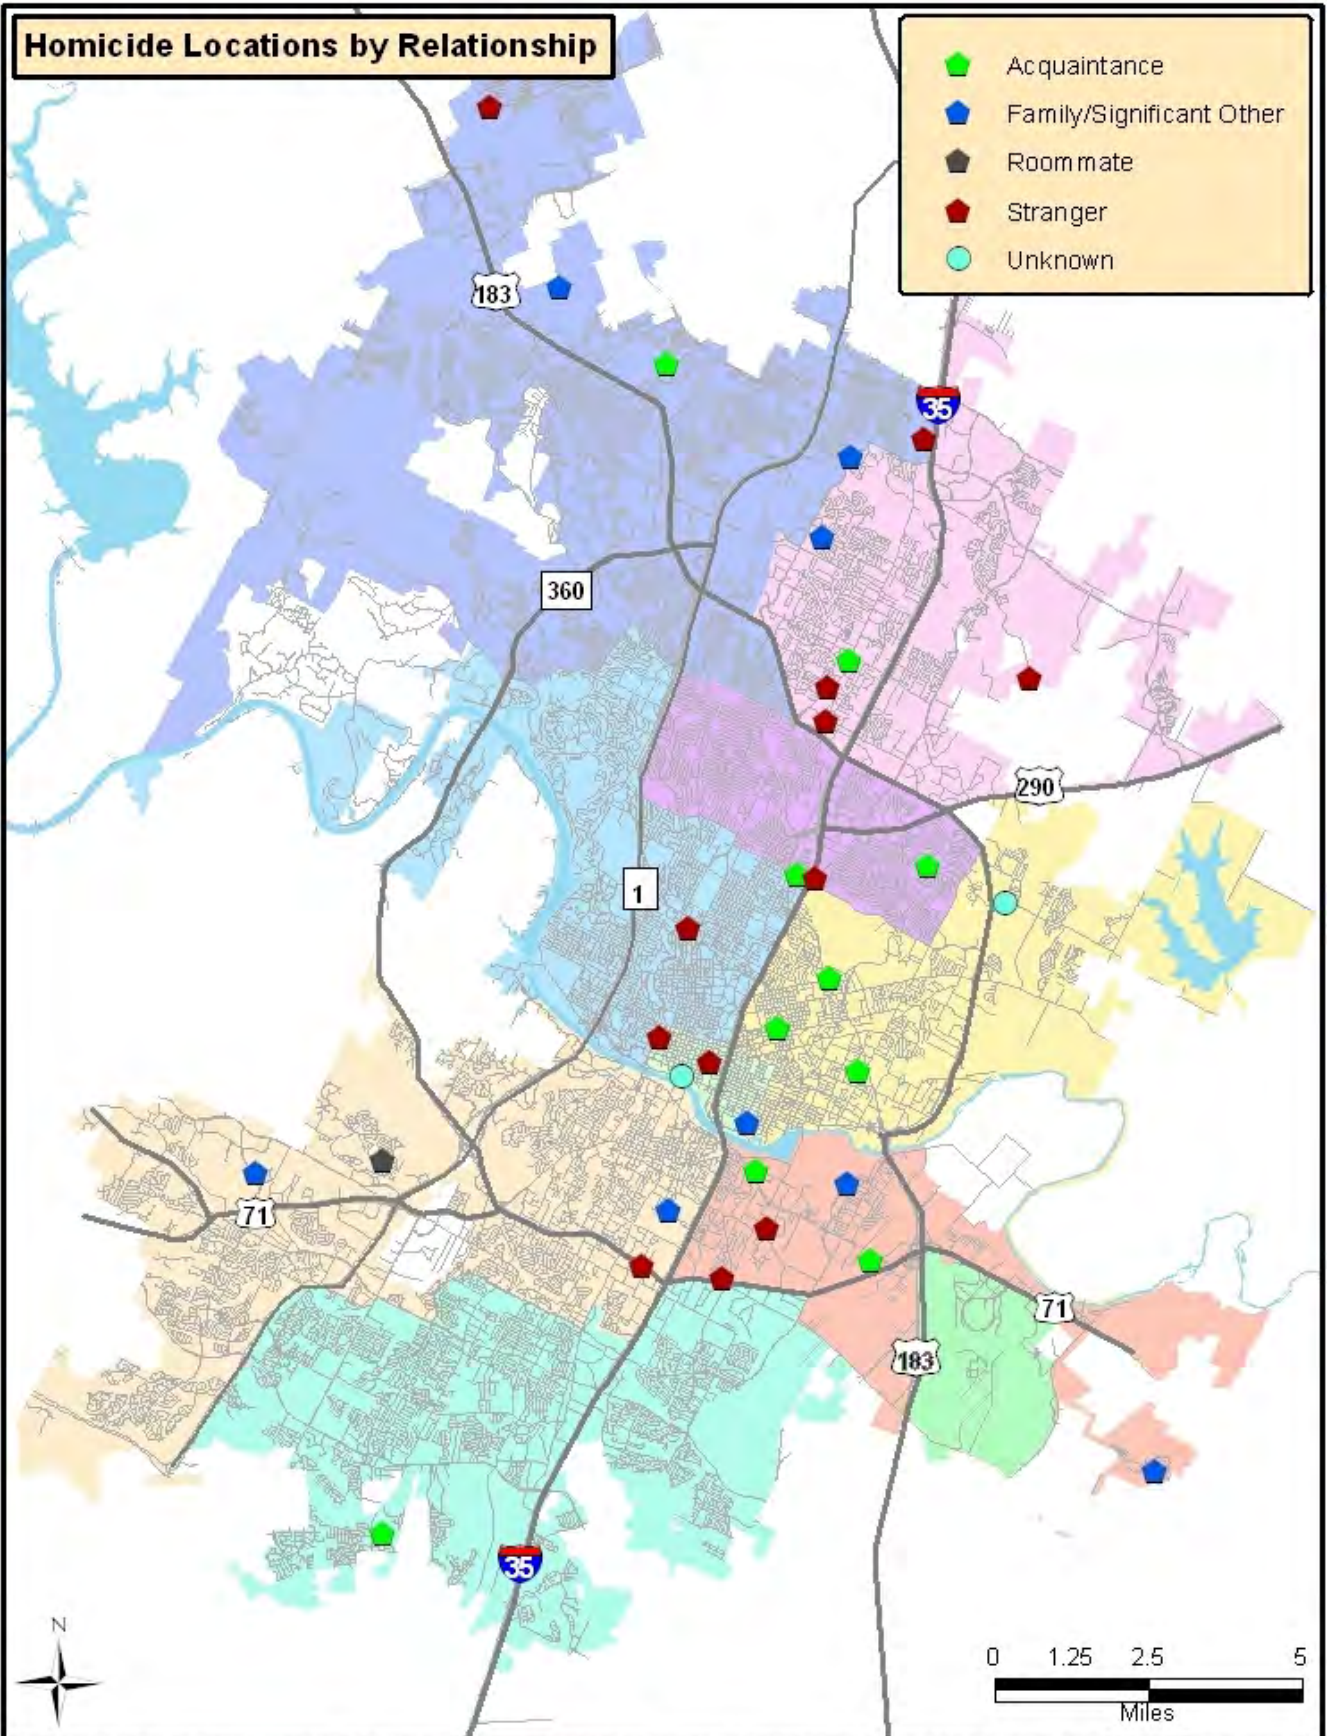 Homicide Locations by Relationship
Acquaintance
Family/Significant Other
Roommate
Stranger
Unknown
183
35
360
290
1
71
71
183
35
N
0 1.25 2.5 5
Miles